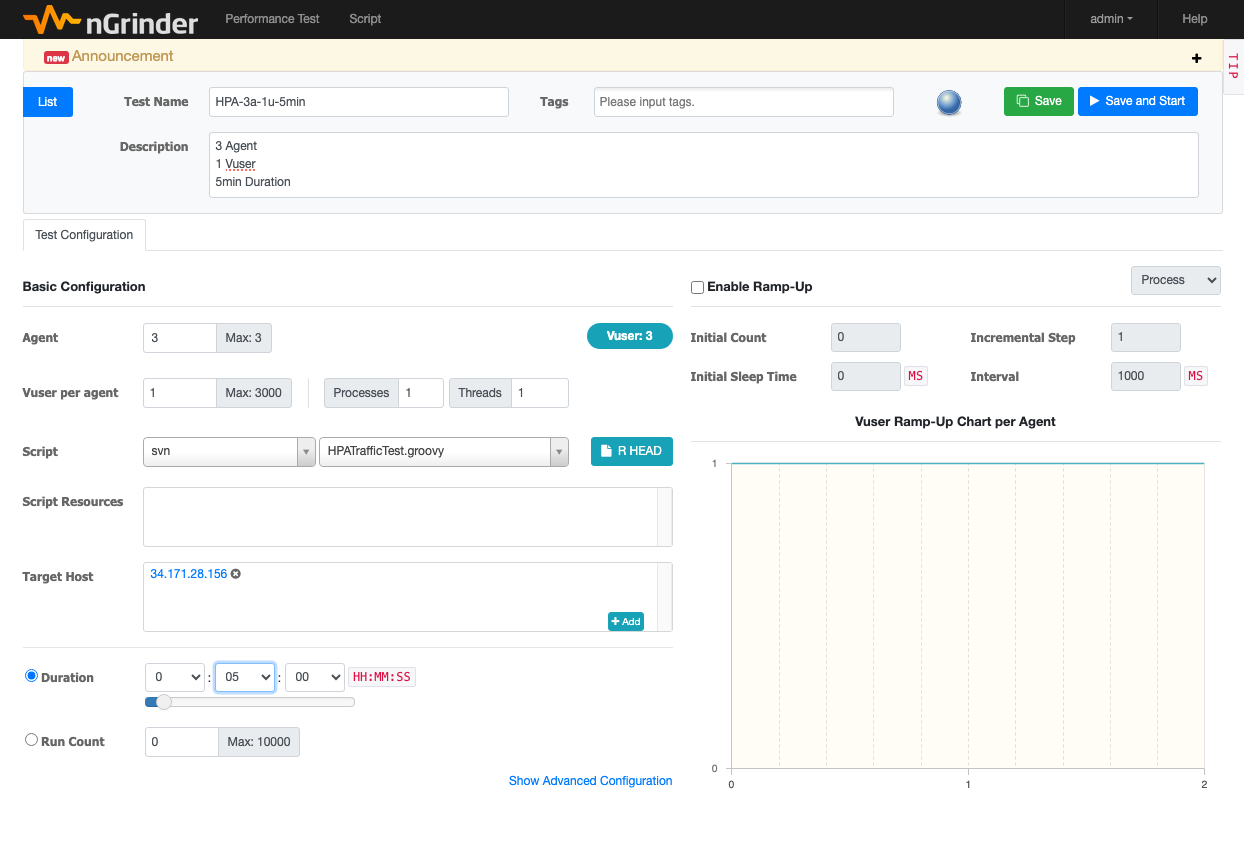 nGrinder Performance Test Script admin Help
new Announcement +
TIP
List Test Name HPA-3a-1u-5min Tags Please input tags. Save Save and Start
Description 3 Agent
1 Vuser
5min Duration
Test Configuration
Basic Configuration
Agent 3 Max: 3 Vuser: 3
Vuser per agent 1 Max: 3000 Processes 1 Threads 1
Script svn HPATrafficTest.groovy R HEAD
Script Resources
Target Host 34.171.28.156
+ Add
Duration 0 : 05 : 00 HH:MM:SS
Run Count 0 Max: 10000
Show Advanced Configuration
Enable Ramp-Up Process
Initial Count 0 Incremental Step 1
Initial Sleep Time 0 MS Interval 1000 MS
Vuser Ramp-Up Chart per Agent
1
0
0 1 2